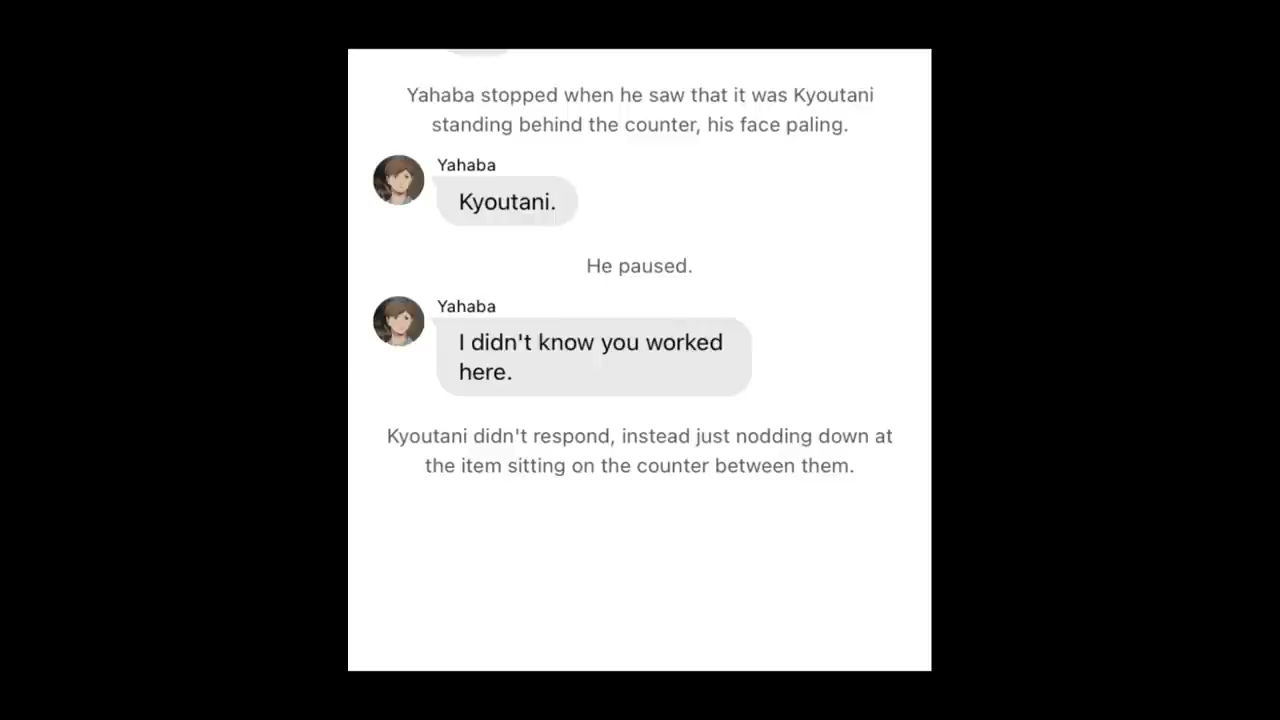 Yahaba stopped when he saw that it was Kyoutani
standing behind the counter, his face paling.
Yahaba
Kyoutani.
He paused.
Yahaba
I didn't know you worked
here.
Kyoutani didn't respond, instead just nodding down at
the item sitting on the counter between them.